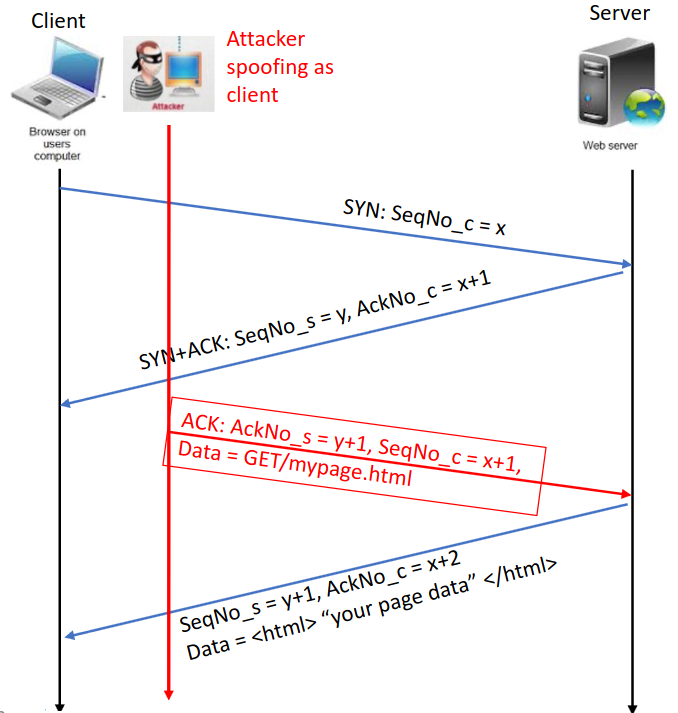 Client
Server
Attacker
spoofing as
client
Attacker
Browser on
users
computer
Web server
SYN: SeqNo_c = x
SYN+ACK: SeqNo_s = y, AckNo_c = x+1
ACK: AckNo_s = y+1, SeqNo_c = x+1,
Data = GET/mypage.html
SeqNo_s = y+1, AckNo_c = x+2
Data = <html> “your page data” </html>